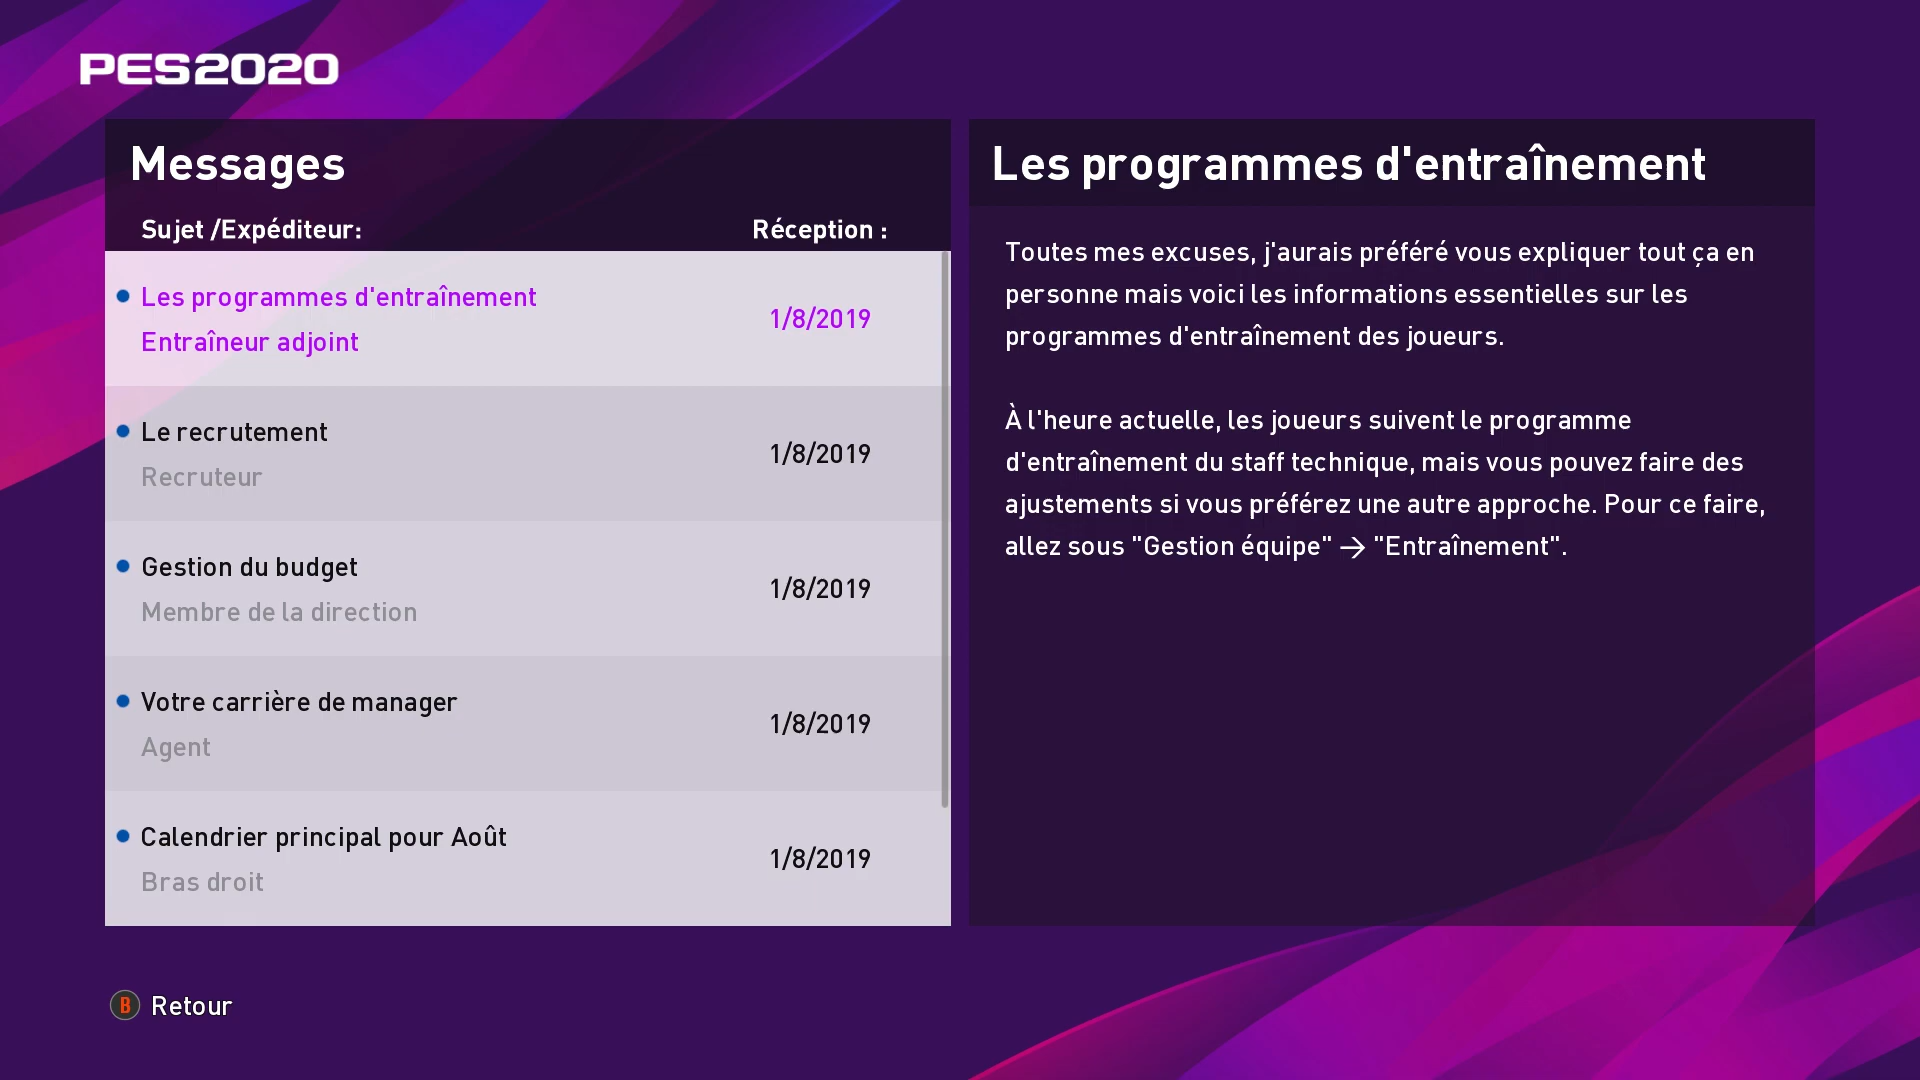 PES2020
Messages
Sujet /Expéditeur:
Réception :
Les programmes d'entraînement
Entraîneur adjoint
1/8/2019
Le recrutement
Recruteur
1/8/2019
Gestion du budget
Membre de la direction
1/8/2019
Votre carrière de manager
Agent
1/8/2019
Calendrier principal pour Août
Bras droit
1/8/2019
Les programmes d'entraînement
Toutes mes excuses, j'aurais préféré vous expliquer tout ça en
personne mais voici les informations essentielles sur les
programmes d'entraînement des joueurs.
À l'heure actuelle, les joueurs suivent le programme
d'entraînement du staff technique, mais vous pouvez faire des
ajustements si vous préférez une autre approche. Pour ce faire,
allez sous "Gestion équipe" → "Entraînement".
B Retour